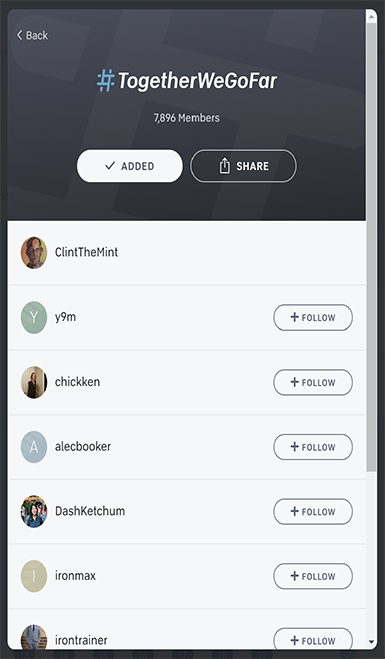 Back
#TogetherWeGoFar
7,896 Members
ADDED
SHARE
ClintTheMint
Y
y9m
+ FOLLOW
chickken
+ FOLLOW
A
alecbooker
+ FOLLOW
DashKetchum
+ FOLLOW
I
ironmax
+ FOLLOW
irontrainer
+ FOLLOW